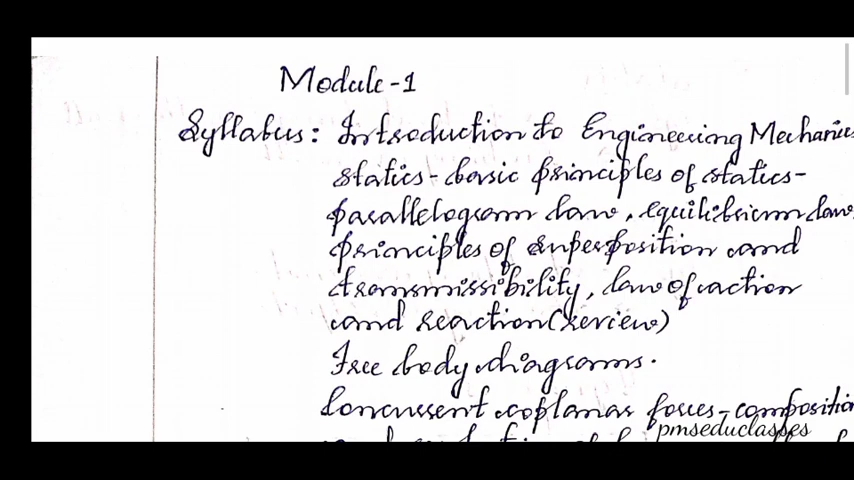 Module-1
Syllabus: Introduction to Engineering Mechanics
statics-basic principles of statics-
parallelogram law, equilibrium law,
principles of superposition and
transmissibility, law of action
and reaction(review)
Free body diagrams.
Concurrent coplanar forces-composition
pmseduclasses